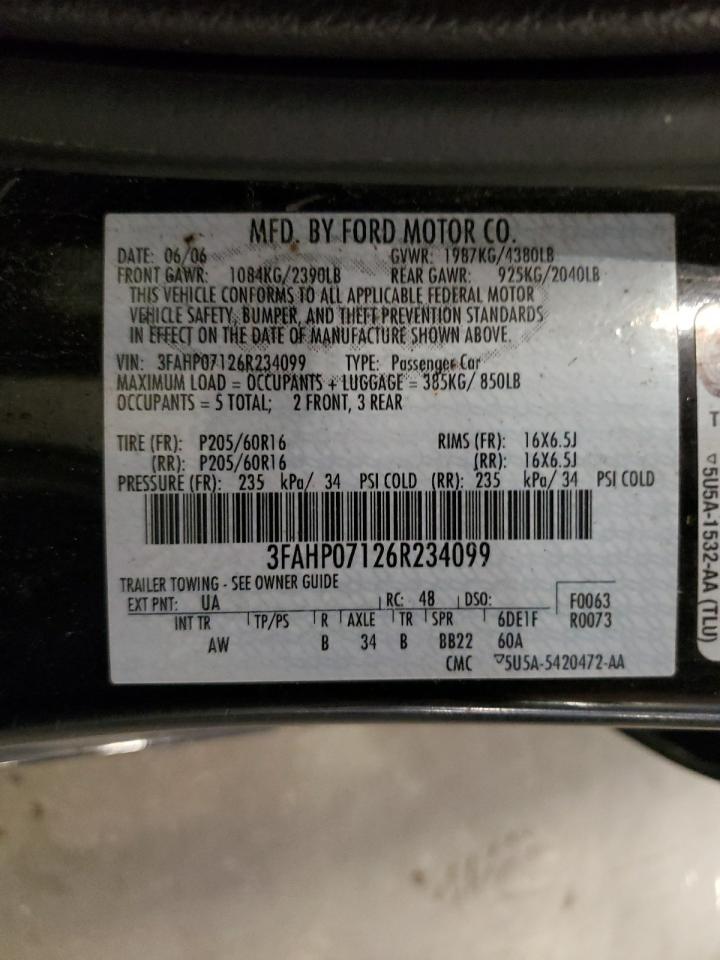 MFD. BY FORD MOTOR CO.
DATE: 06/06 GVWR: 1987KG/4380LB
FRONT GAWR: 1084KG/2390LB REAR GAWR: 925KG/2040LB
THIS VEHICLE CONFORMS TO ALL APPLICABLE FEDERAL MOTOR
VEHICLE SAFETY, BUMPER, AND THEFT PREVENTION STANDARDS
IN EFFECT ON THE DATE OF MANUFACTURE SHOWN ABOVE.
VIN: 3FAHP07126R234099 TYPE: Passenger Car
MAXIMUM LOAD = OCCUPANTS + LUGGAGE = 385KG/ 850LB
OCCUPANTS = 5 TOTAL; 2 FRONT, 3 REAR
TIRE (FR): P205/60R16 RIMS (FR): 16X6.5J
(RR): P205/60R16 (RR): 16X6.5J
PRESSURE (FR): 235 kPa/ 34 PSI COLD (RR): 235 kPa/ 34 PSI COLD
3FAHP07126R234099
TRAILER TOWING - SEE OWNER GUIDE
EXT PNT: UA RC: 48 DSO: F0063
INT TR TP/PS R AXLE TR SPR 6DE1F R0073
AW B 34 B BB22 60A
CMC ▽5U5A-5420472-AA
T
▽5U5A-1532-AA (TLU)